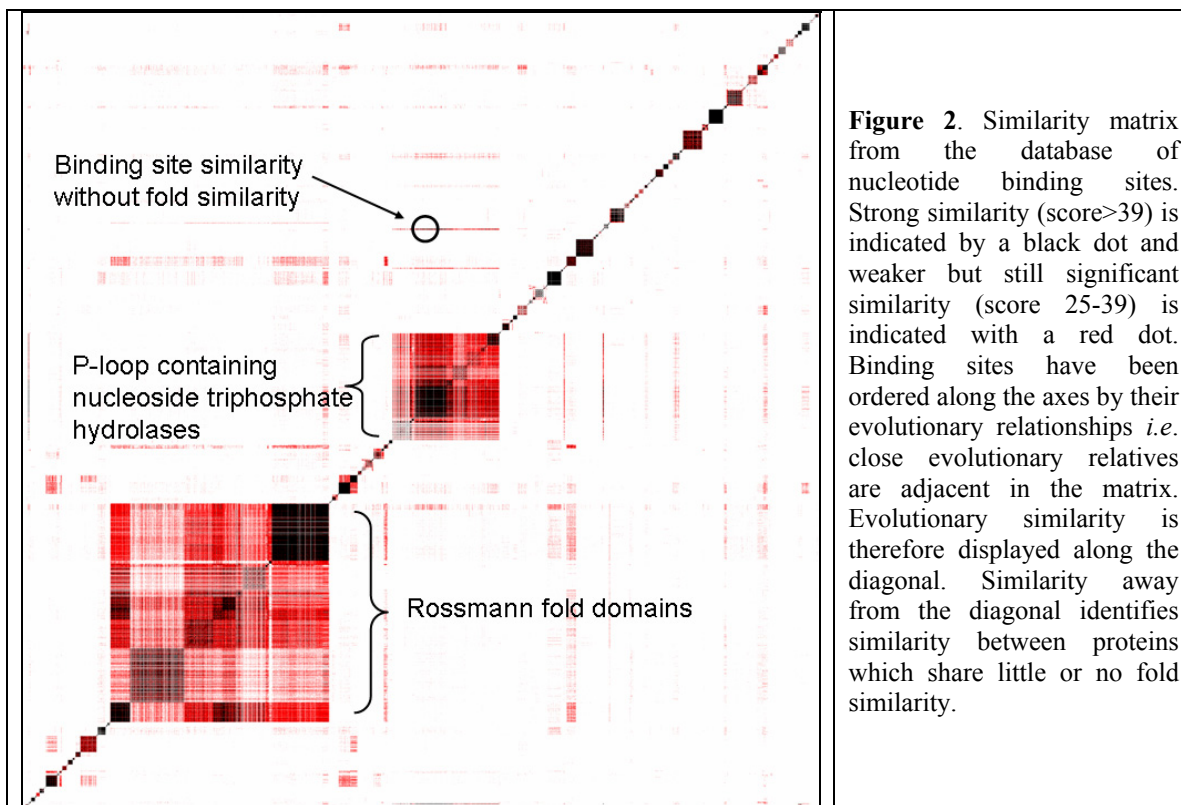 Binding site similarity
without fold similarity
P-loop containing
nucleoside triphosphate
hydrolases
Rossmann fold domains
Figure 2. Similarity matrix
from the database of
nucleotide binding sites.
Strong similarity (score>39) is
indicated by a black dot and
weaker but still significant
similarity (score 25-39) is
indicated with a red dot.
Binding sites have been
ordered along the axes by their
evolutionary relationships i.e.
close evolutionary relatives
are adjacent in the matrix.
Evolutionary similarity is
therefore displayed along the
diagonal. Similarity away
from the diagonal identifies
similarity between proteins
which share little or no fold
similarity.